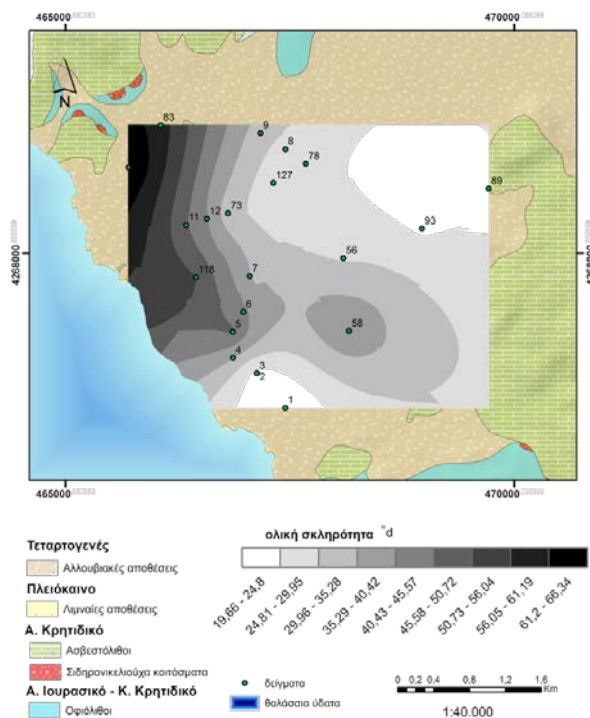 465000 470000
83
9
8
78
127
89
73
12
11
93
56
118
7
6
5
58
4
3
2
1
4268000 4268000
N
465000 470000
Τεταρτογενές
Αλλουβιακές αποθέσεις
Πλειόκαινο
Λιμναίες αποθέσεις
Α. Κρητιδικό
Ασβεστόλιθοι
Σιδηρονικελιούχα κοιτάσματα
Α. Ιουρασικό - Κ. Κρητιδικό
Οφιόλιθοι
ολική σκληρότητα °d
19,66 - 24,8
24,81 - 29,95
29,96 - 35,28
35,29 - 40,42
40,43 - 45,57
45,58 - 50,72
50,73 - 56,04
56,05 - 61,19
61,2 - 66,34
δείγματα
θαλάσσια ύδατα
0 0,2 0,4 0,8 1,2 1,6
Km
1:40.000